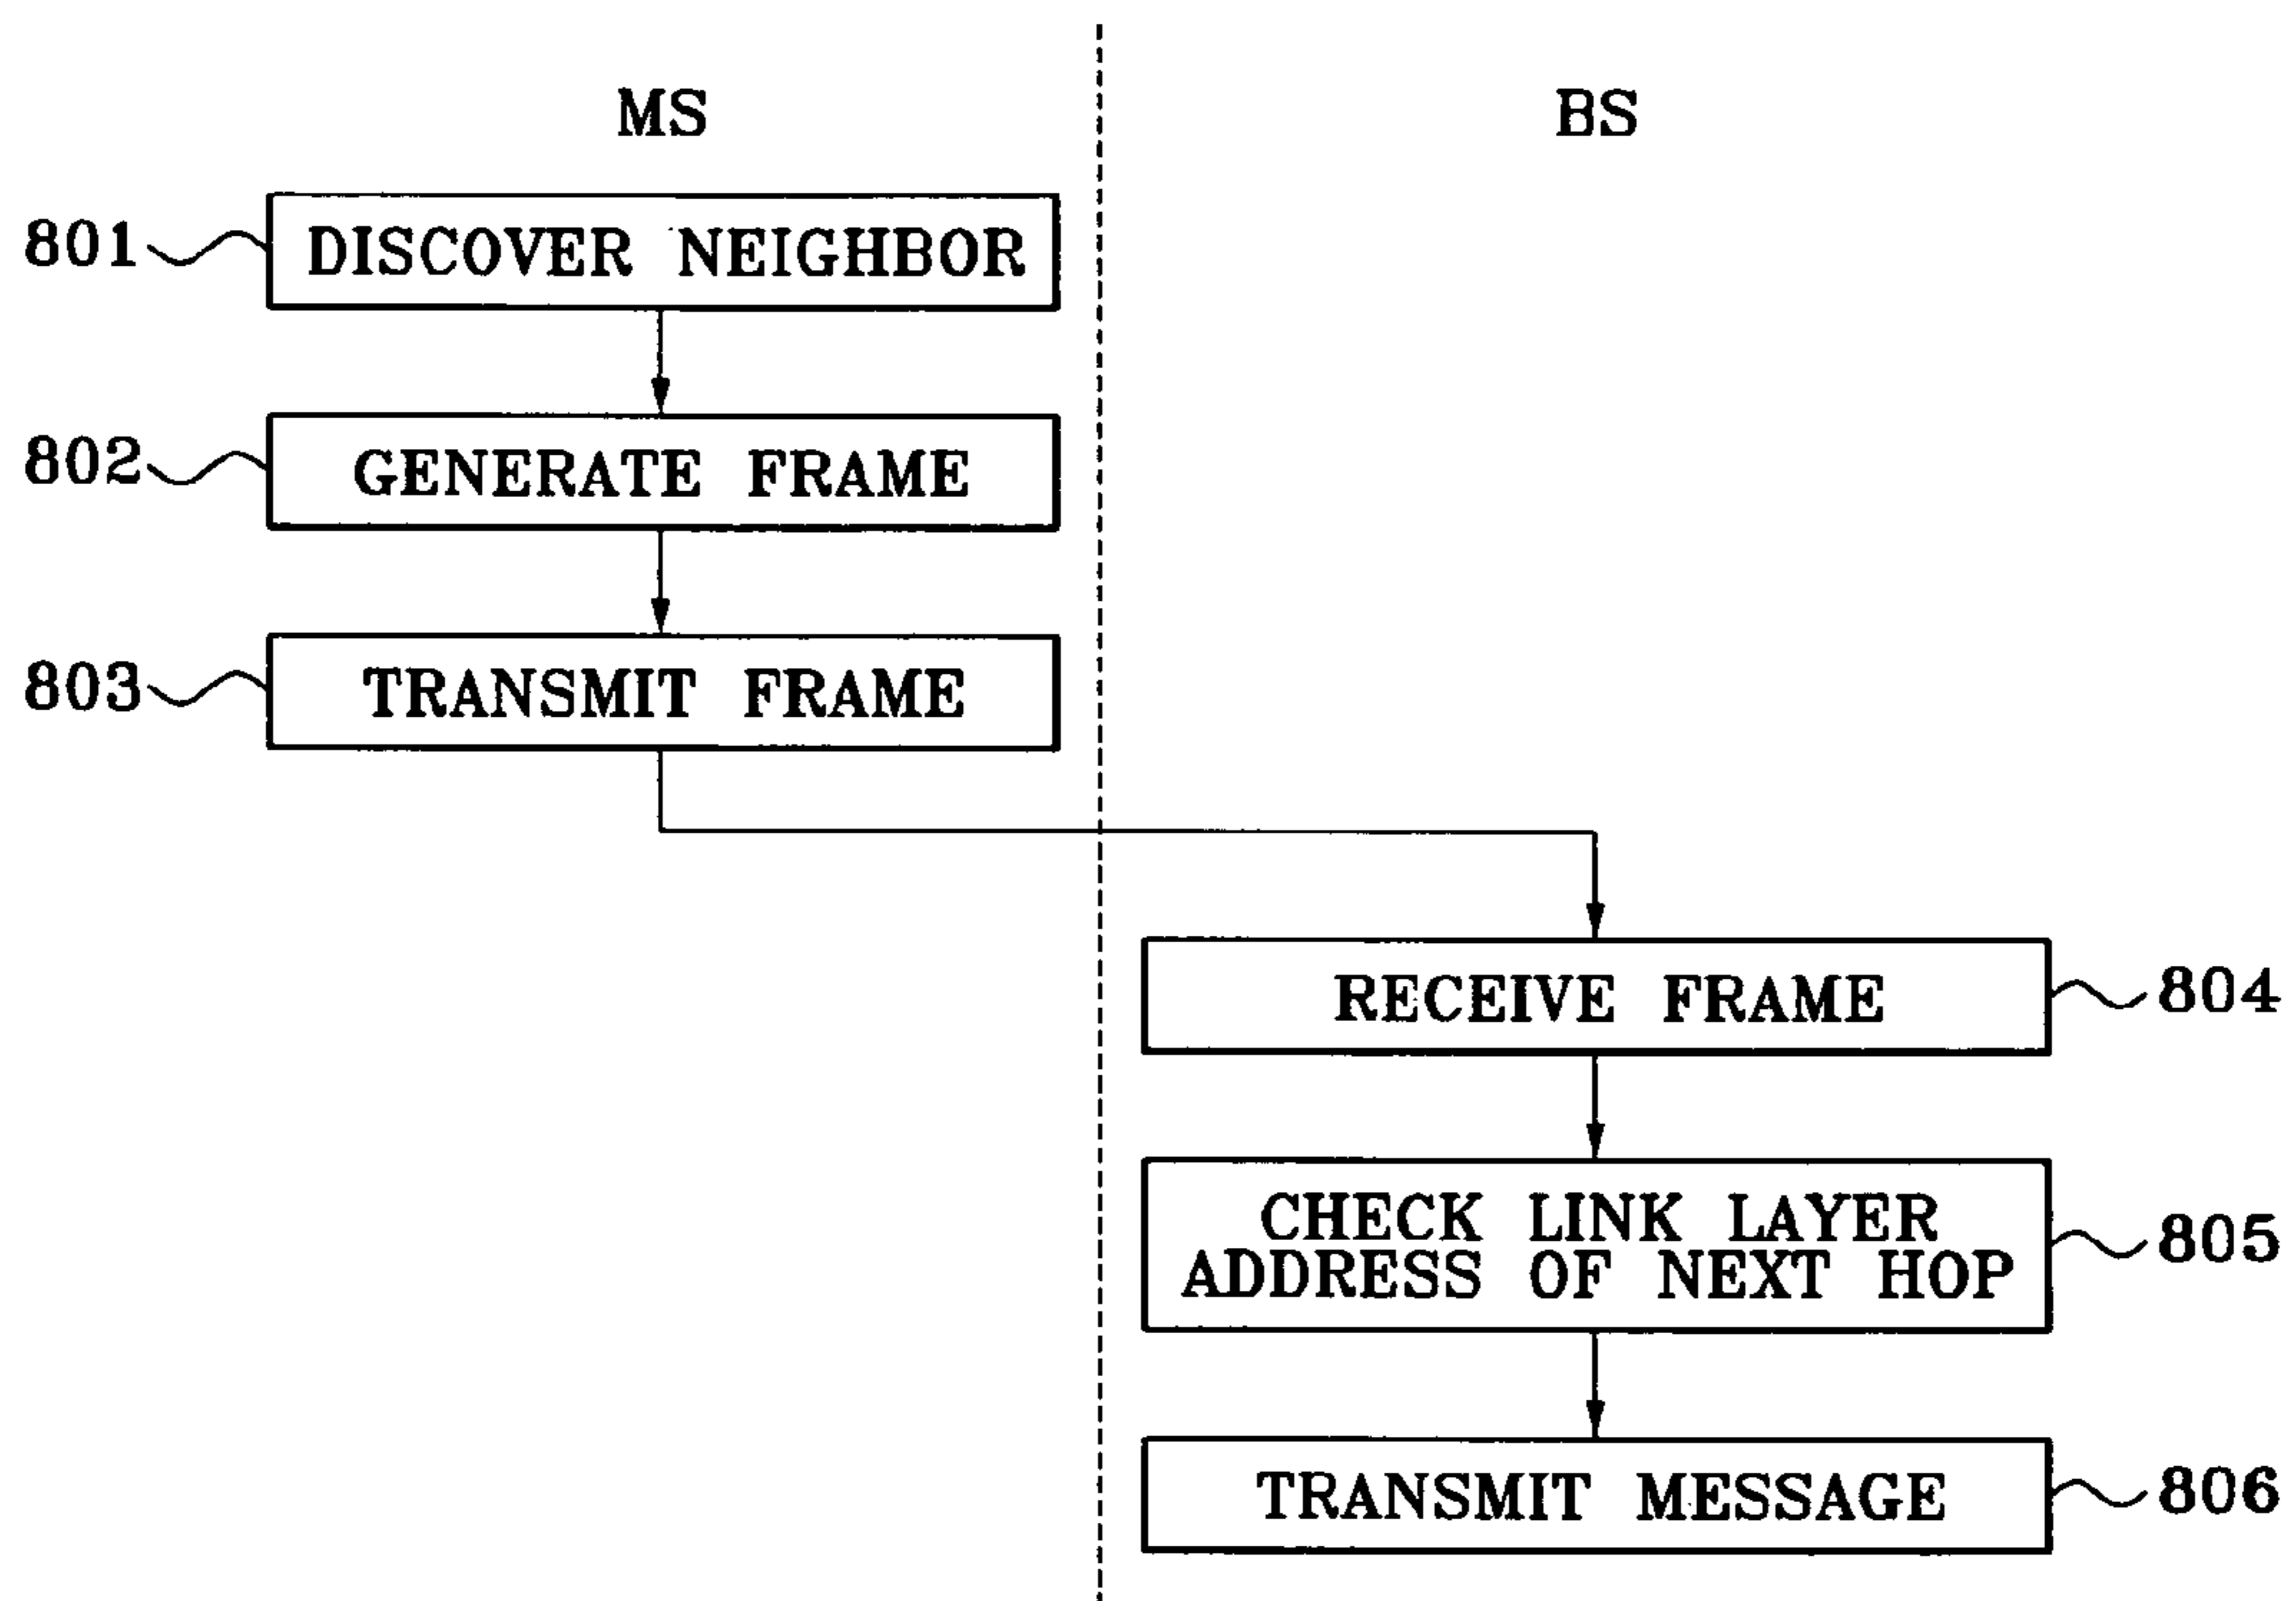 MS
BS
801
DISCOVER NEIGHBOR
802
GENERATE FRAME
803
TRANSMIT FRAME
RECEIVE FRAME
804
CHECK LINK LAYER
ADDRESS OF NEXT HOP
805
TRANSMIT MESSAGE
806